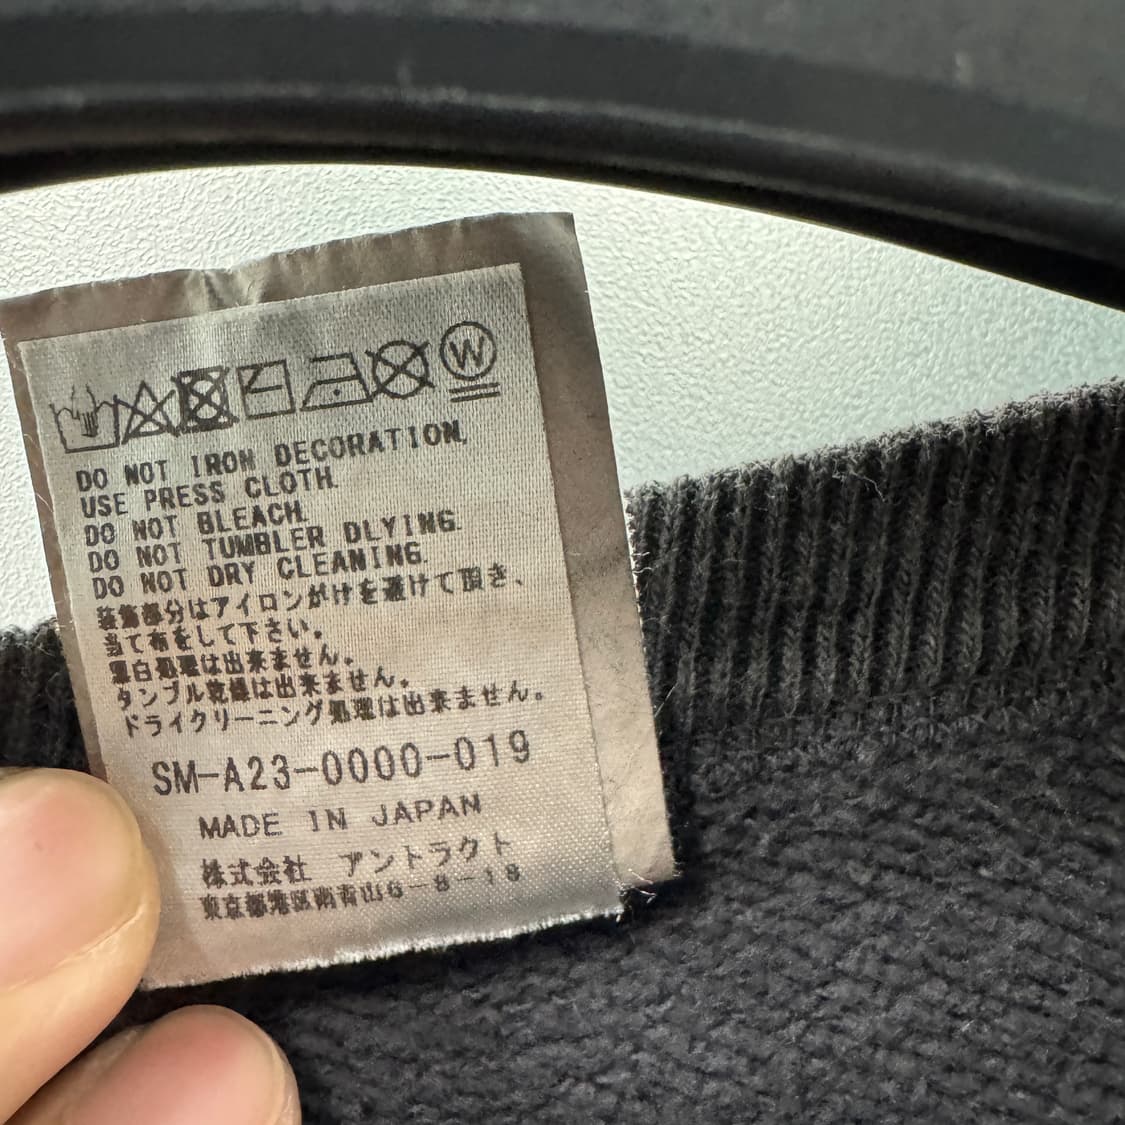 W
DO NOT IRON DECORATION.
USE PRESS CLOTH.
DO NOT BLEACH.
DO NOT TUMBLER DLYING.
DO NOT DRY CLEANING.
装飾部分はアイロンがけを避けて頂き、
当て布をして下さい。
漂白処理は出来ません。
タンブル乾燥は出来ません。
ドライクリーニング処理は出来ません。
SM-A23-0000-019
MADE IN JAPAN
株式会社 アントラクト
東京都港区南青山6-8-18